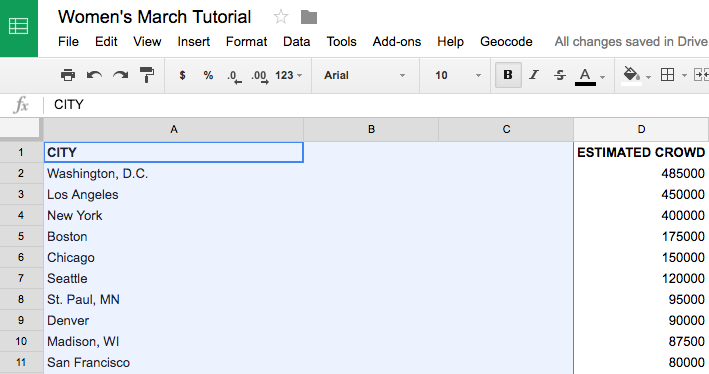 Women's March Tutorial
File Edit View Insert Format Data Tools Add-ons Help Geocode All changes saved in Drive
$ % .0 .00 123 Arial 10 B I S A
fx CITY
A B C D
1 CITY ESTIMATED CROWD
2 Washington, D.C. 485000
3 Los Angeles 450000
4 New York 400000
5 Boston 175000
6 Chicago 150000
7 Seattle 120000
8 St. Paul, MN 95000
9 Denver 90000
10 Madison, WI 87500
11 San Francisco 80000